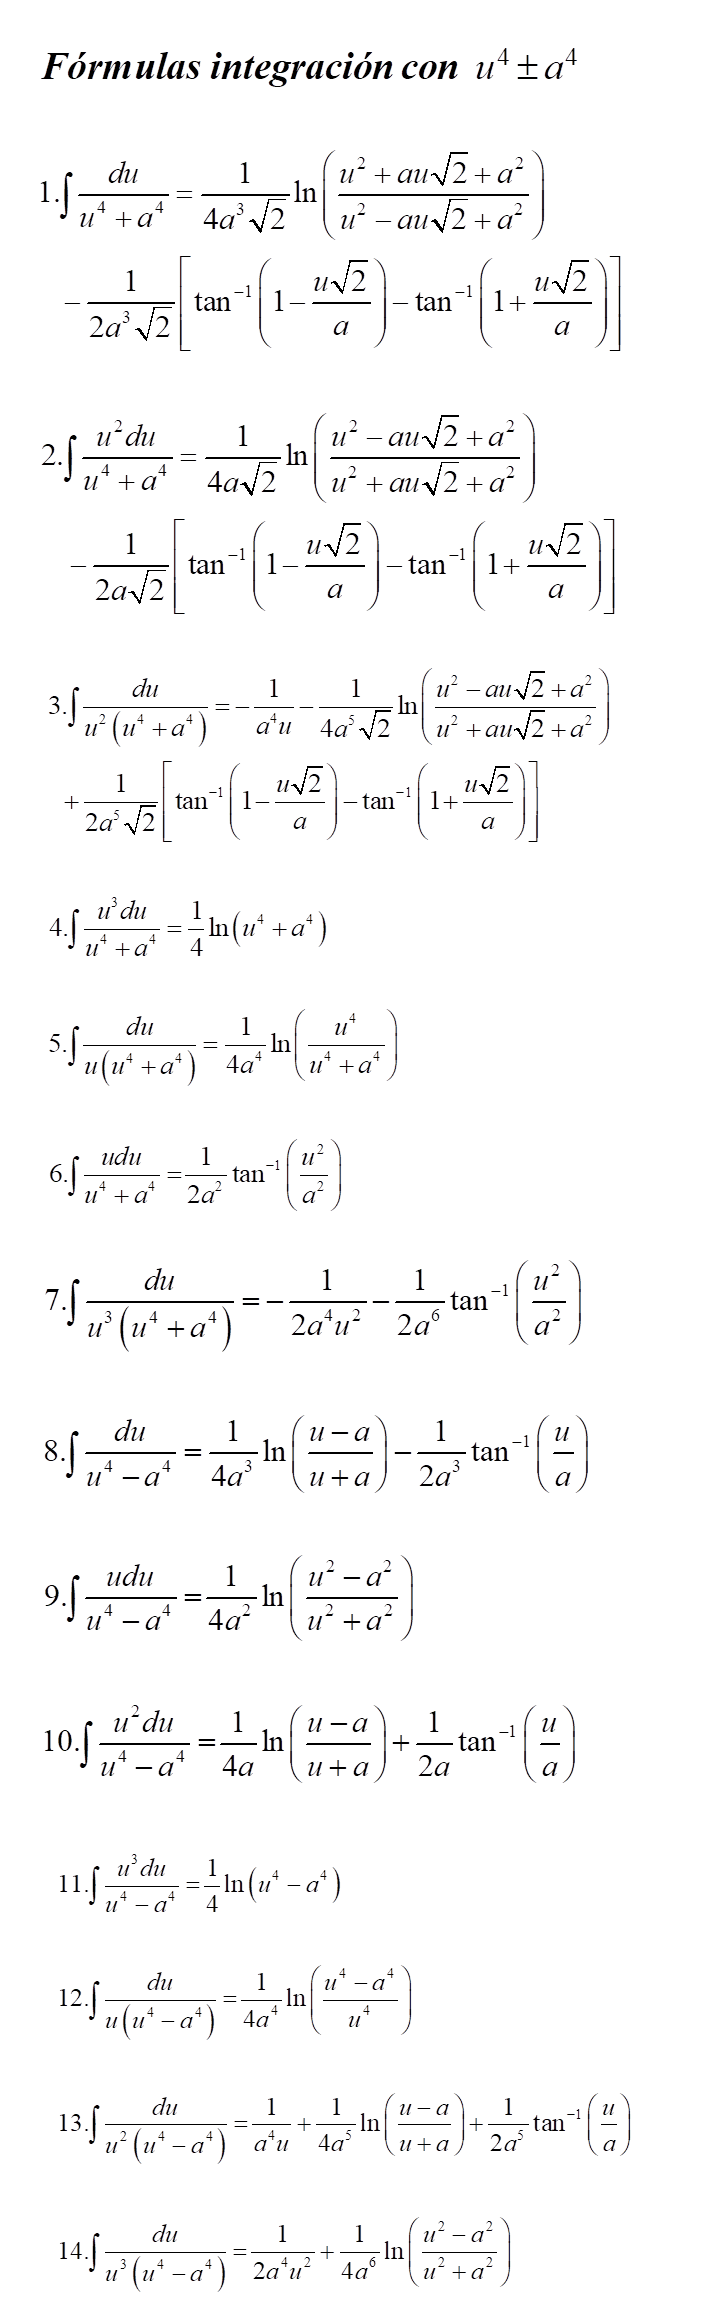 Fórmulas integración con u⁴ ± a⁴
1. ∫ du/(u⁴ + a⁴) = 1/(4a³√2) ln((u² + au√2 + a²)/(u² − au√2 + a²))
− 1/(2a³√2) [tan⁻¹(1 − u√2/a) − tan⁻¹(1 + u√2/a)]
2. ∫ u²du/(u⁴ + a⁴) = 1/(4a√2) ln((u² − au√2 + a²)/(u² + au√2 + a²))
− 1/(2a√2) [tan⁻¹(1 − u√2/a) − tan⁻¹(1 + u√2/a)]
3. ∫ du/(u²(u⁴ + a⁴)) = −1/(a⁴u) − 1/(4a⁵√2) ln((u² − au√2 + a²)/(u² + au√2 + a²))
+ 1/(2a⁵√2) [tan⁻¹(1 − u√2/a) − tan⁻¹(1 + u√2/a)]
4. ∫ u³du/(u⁴ + a⁴) = 1/4 ln(u⁴ + a⁴)
5. ∫ du/(u(u⁴ + a⁴)) = 1/(4a⁴) ln(u⁴/(u⁴ + a⁴))
6. ∫ udu/(u⁴ + a⁴) = 1/(2a²) tan⁻¹(u²/a²)
7. ∫ du/(u³(u⁴ + a⁴)) = −1/(2a⁴u²) − 1/(2a⁶) tan⁻¹(u²/a²)
8. ∫ du/(u⁴ − a⁴) = 1/(4a³) ln((u − a)/(u + a)) − 1/(2a³) tan⁻¹(u/a)
9. ∫ udu/(u⁴ − a⁴) = 1/(4a²) ln((u² − a²)/(u² + a²))
10. ∫ u²du/(u⁴ − a⁴) = 1/(4a) ln((u − a)/(u + a)) + 1/(2a) tan⁻¹(u/a)
11. ∫ u³du/(u⁴ − a⁴) = 1/4 ln(u⁴ − a⁴)
12. ∫ du/(u(u⁴ − a⁴)) = 1/(4a⁴) ln((u⁴ − a⁴)/u⁴)
13. ∫ du/(u²(u⁴ − a⁴)) = 1/(a⁴u) + 1/(4a⁵) ln((u − a)/(u + a)) + 1/(2a⁵) tan⁻¹(u/a)
14. ∫ du/(u³(u⁴ − a⁴)) = 1/(2a⁴u²) + 1/(4a⁶) ln((u² − a²)/(u² + a²))